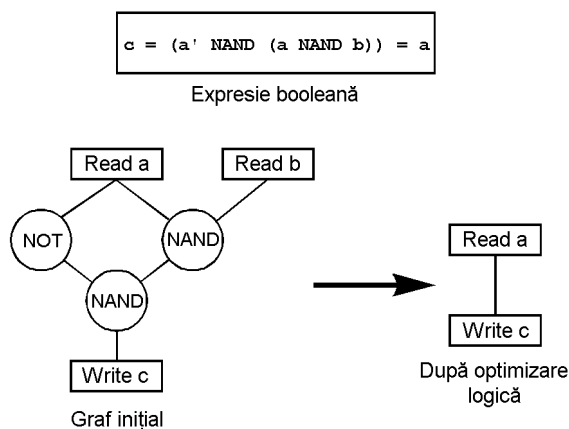 c = (a' NAND (a NAND b)) = a
Expresie booleană
Read a
Read b
NOT
NAND
NAND
Write c
Graf inițial
Read a
Write c
După optimizare
logică